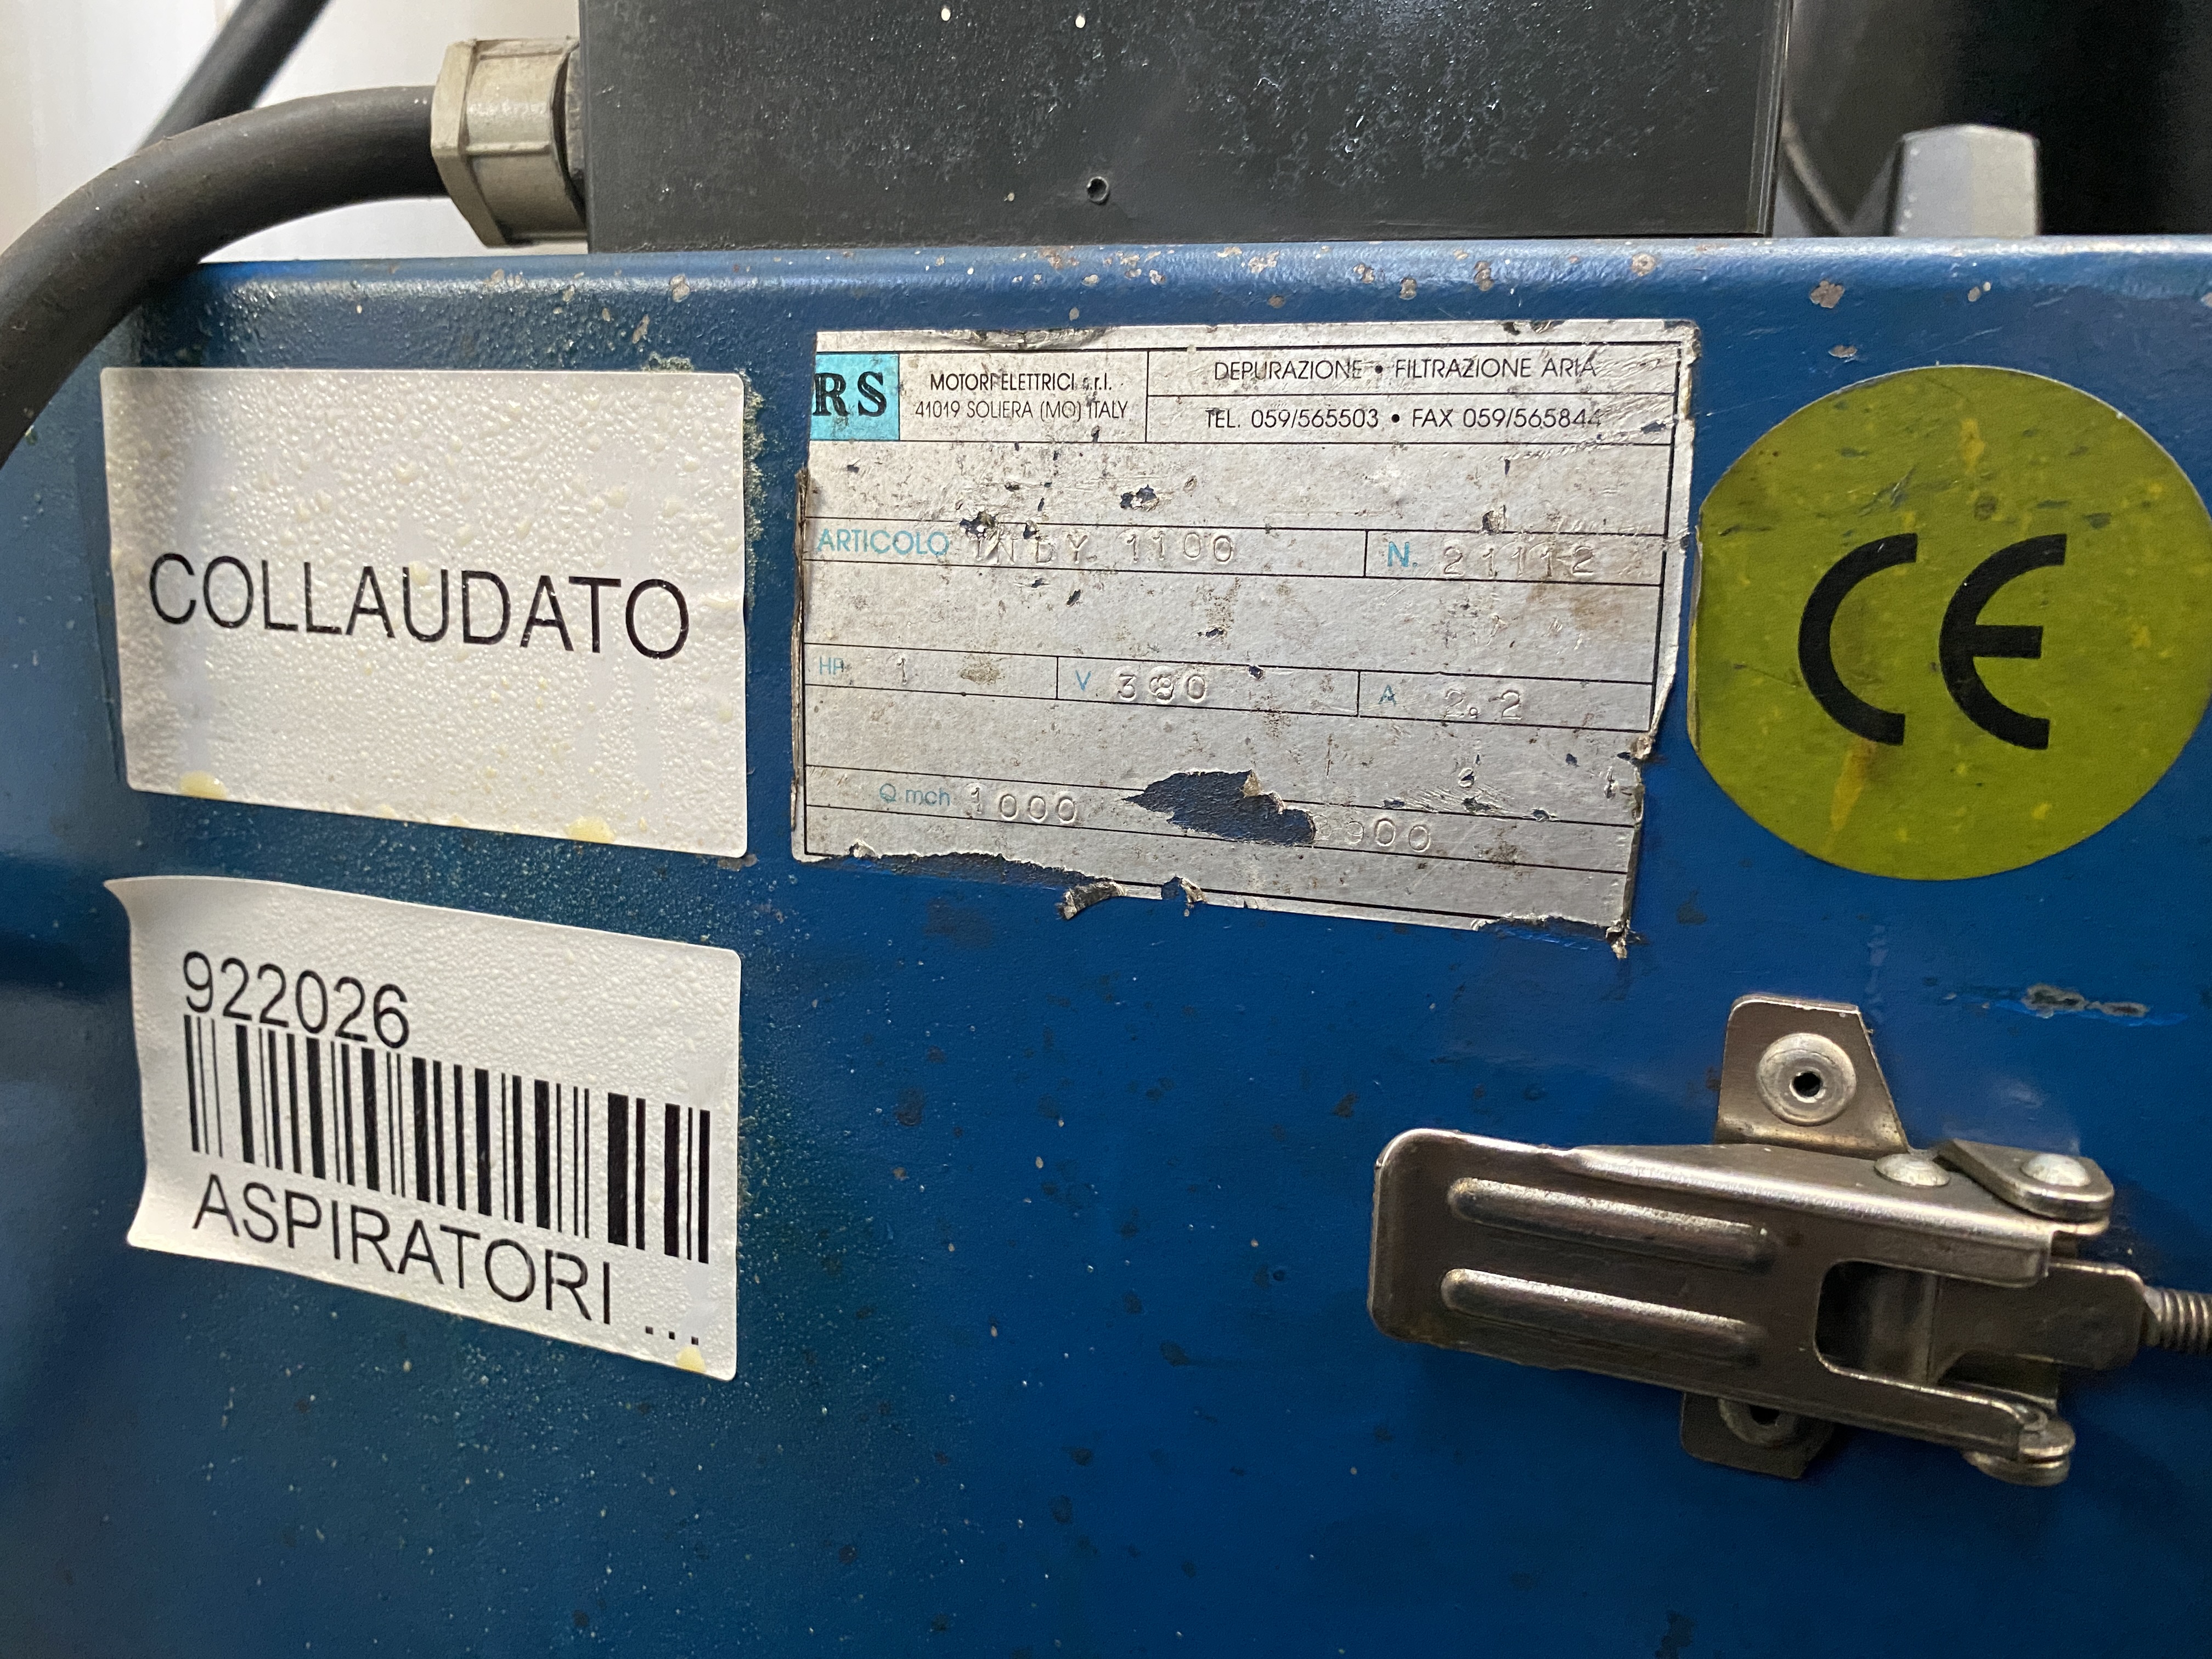 COLLAUDATO
RS
MOTORI ELETTRICI s.r.l.
41019 SOLIERA (MO) ITALY
DEPURAZIONE • FILTRAZIONE ARIA
TEL. 059/565503 • FAX 059/565844
ARTICOLO INDY 1100 N. 21112
HP 1 V 380 A 2.2
Q mch 1000
CE
922026
ASPIRATORI ...